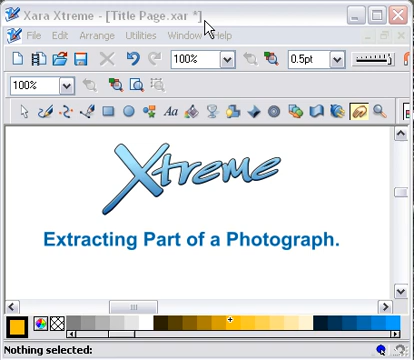 Xara Xtreme - [Title Page.xar *]
File Edit Arrange Utilities Window Help
100% 0.5pt
100%
Aa
Xtreme
Extracting Part of a Photograph.
Nothing selected: